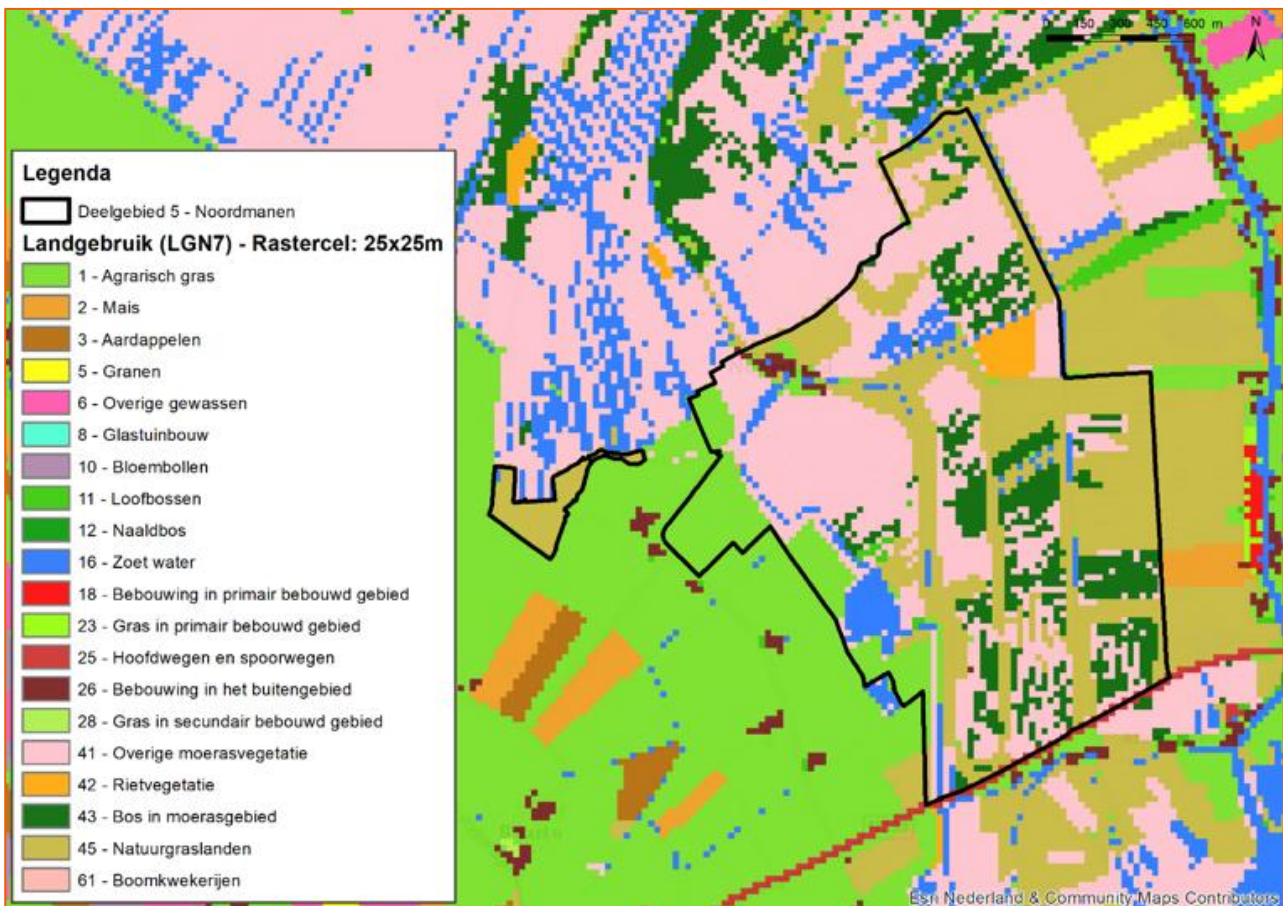 0 150 300 450 600 m
N
Legenda
Deelgebied 5 - Noordmanen
Landgebruik (LGN7) - Rastercel: 25x25m
1 - Agrarisch gras
2 - Mais
3 - Aardappelen
5 - Granen
6 - Overige gewassen
8 - Glastuinbouw
10 - Bloembollen
11 - Loofbossen
12 - Naaldbos
16 - Zoet water
18 - Bebouwing in primair bebouwd gebied
23 - Gras in primair bebouwd gebied
25 - Hoofdwegen en spoorwegen
26 - Bebouwing in het buitengebied
28 - Gras in secundair bebouwd gebied
41 - Overige moerasvegetatie
42 - Rietvegetatie
43 - Bos in moerasgebied
45 - Natuurgraslanden
61 - Boomkwekerijen
Esri Nederland & Community Maps Contributors